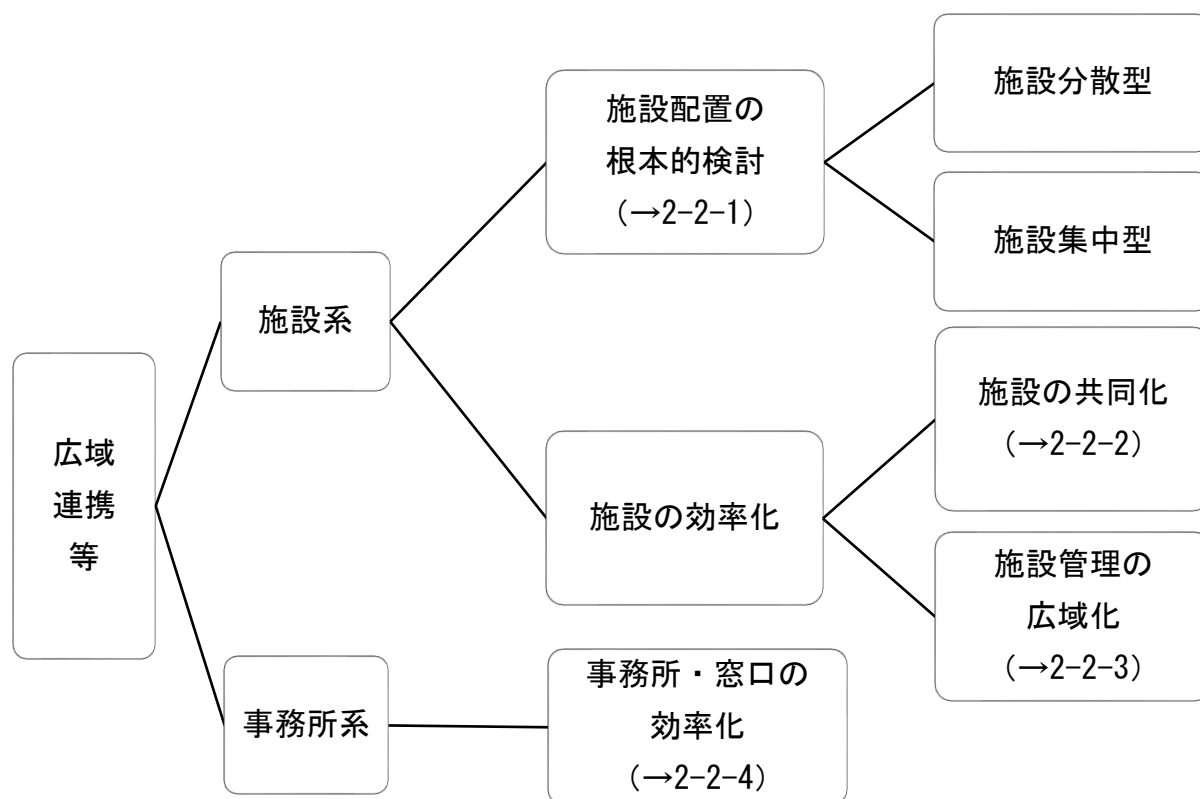 広域
連携
等
施設系
事務所系
施設配置の
根本的検討
（→2-2-1）
施設の効率化
事務所・窓口の
効率化
（→2-2-4）
施設分散型
施設集中型
施設の共同化
（→2-2-2）
施設管理の
広域化
（→2-2-3）